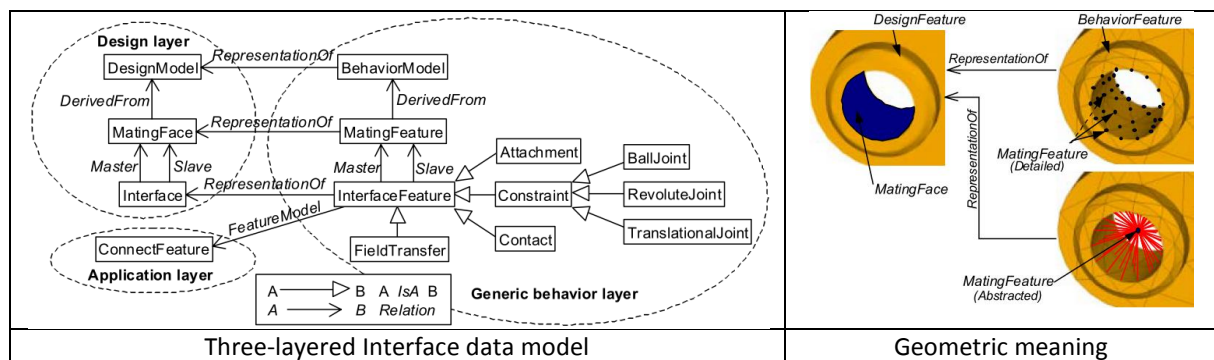 Design layer
DesignModel
RepresentationOf
BehaviorModel
DerivedFrom
DerivedFrom
MatingFace
RepresentationOf
MatingFeature
Master
Slave
Master
Slave
Attachment
BallJoint
Interface
RepresentationOf
InterfaceFeature
Constraint
RevoluteJoint
FeatureModel
TranslationalJoint
Contact
ConnectFeature
FieldTransfer
Application layer
A B A IsA B
A B Relation
Generic behavior layer
Three-layered Interface data model
DesignFeature
BehaviorFeature
RepresentationOf
RepresentationOf
MatingFeature
(Detailed)
MatingFace
MatingFeature
(Abstracted)
Geometric meaning